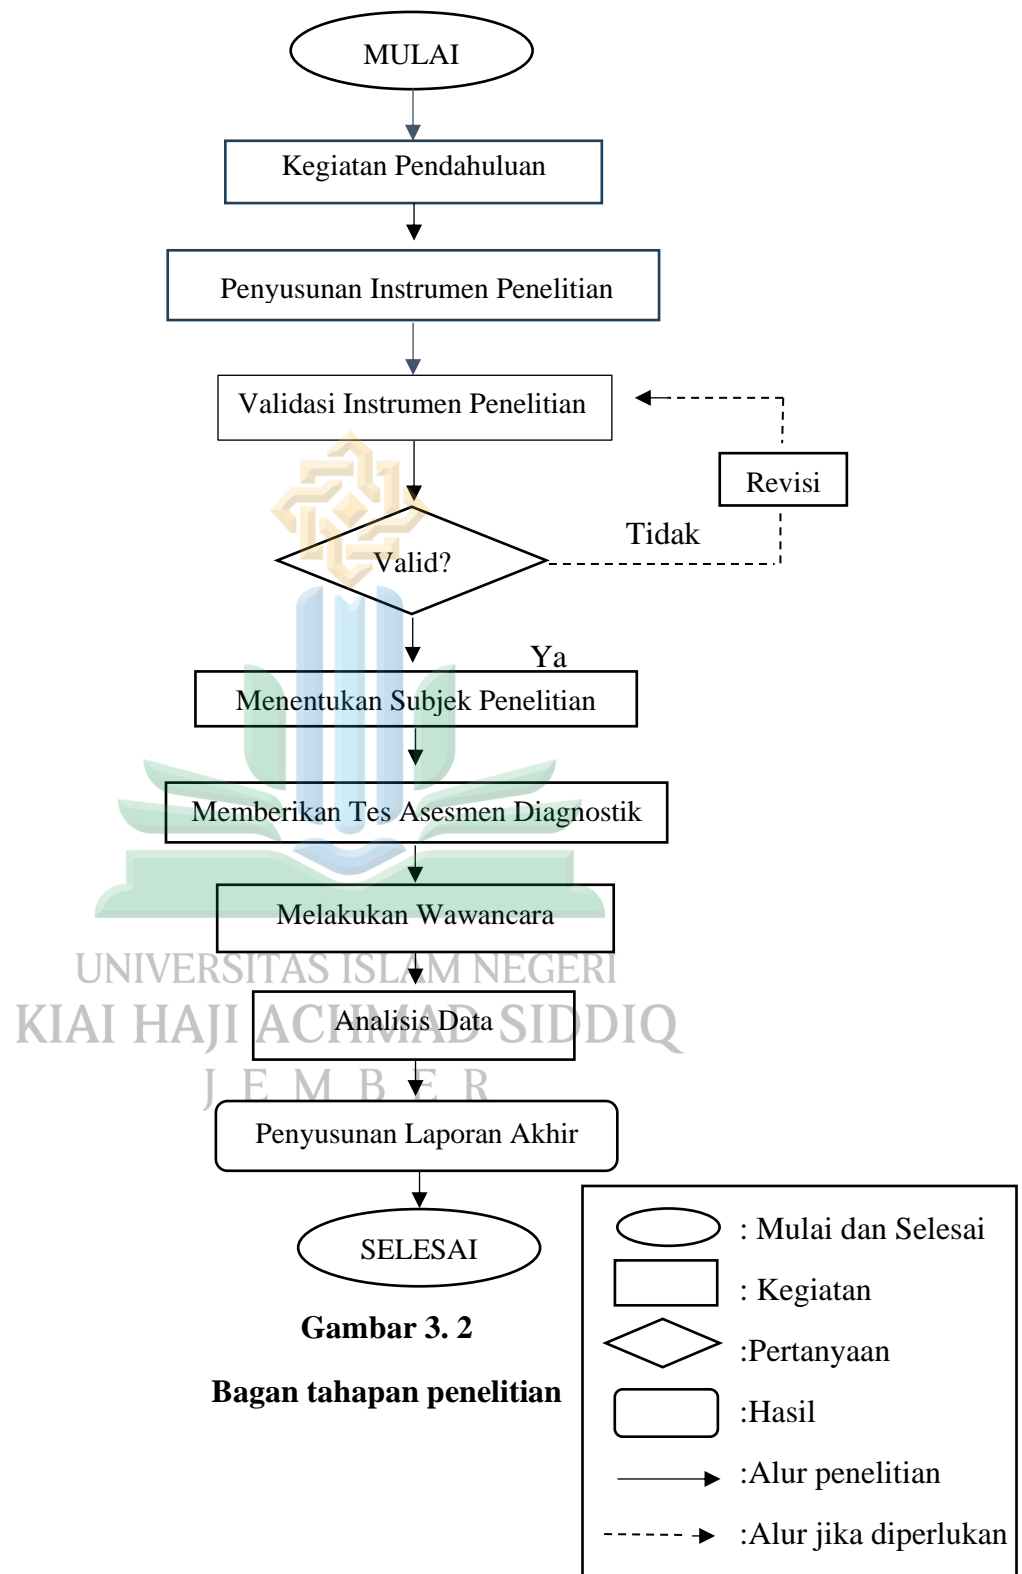 MULAI
Kegiatan Pendahuluan
Penyusunan Instrumen Penelitian
Validasi Instrumen Penelitian
Revisi
Tidak
Valid?
Ya
Menentukan Subjek Penelitian
Memberikan Tes Asesmen Diagnostik
Melakukan Wawancara
UNIVERSITAS ISLAM NEGERI
KIAI HAJI ACHMAD SIDDIQ
Analisis Data
JEMBER
Penyusunan Laporan Akhir
SELESAI
Gambar 3. 2
Bagan tahapan penelitian
: Mulai dan Selesai
: Kegiatan
:Pertanyaan
:Hasil
:Alur penelitian
:Alur jika diperlukan